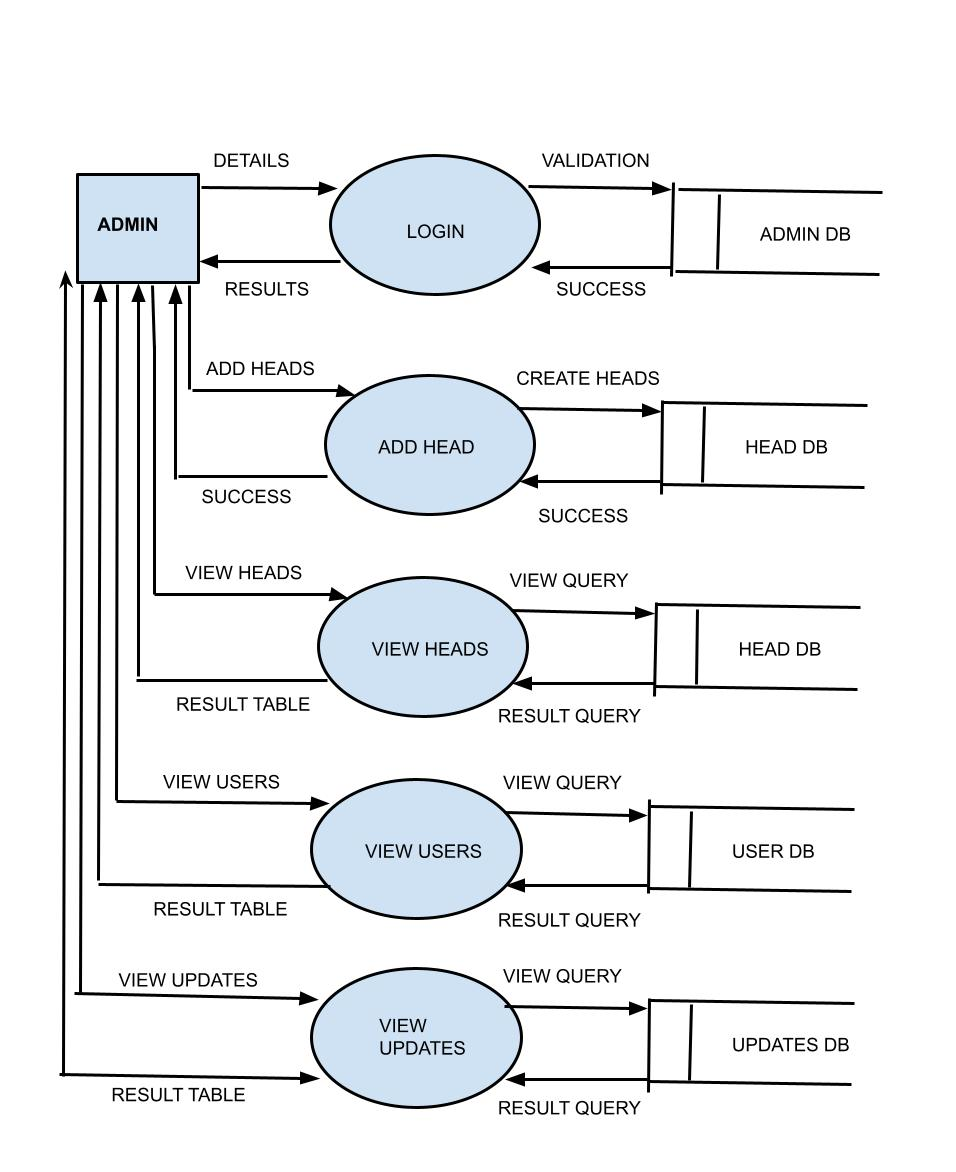 DETAILS
VALIDATION
ADMIN
LOGIN
ADMIN DB
RESULTS
SUCCESS
ADD HEADS
CREATE HEADS
ADD HEAD
HEAD DB
SUCCESS
SUCCESS
VIEW HEADS
VIEW QUERY
VIEW HEADS
HEAD DB
RESULT TABLE
RESULT QUERY
VIEW USERS
VIEW QUERY
VIEW USERS
USER DB
RESULT TABLE
RESULT QUERY
VIEW UPDATES
VIEW QUERY
VIEW
UPDATES
UPDATES DB
RESULT TABLE
RESULT QUERY